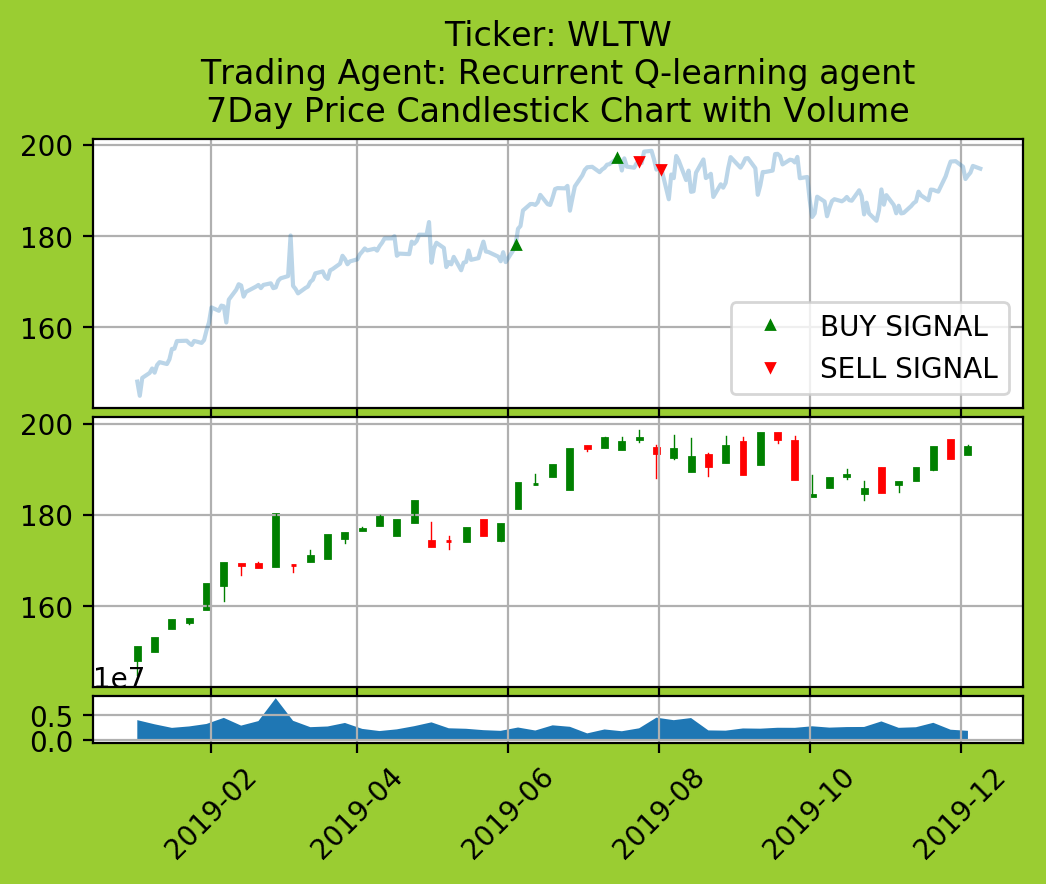 Ticker: WLTW
Trading Agent: Recurrent Q-learning agent
7Day Price Candlestick Chart with Volume
200
180
160
BUY SIGNAL
SELL SIGNAL
200
180
160
1e7
0.5
0.0
2019-02
2019-04
2019-06
2019-08
2019-10
2019-12